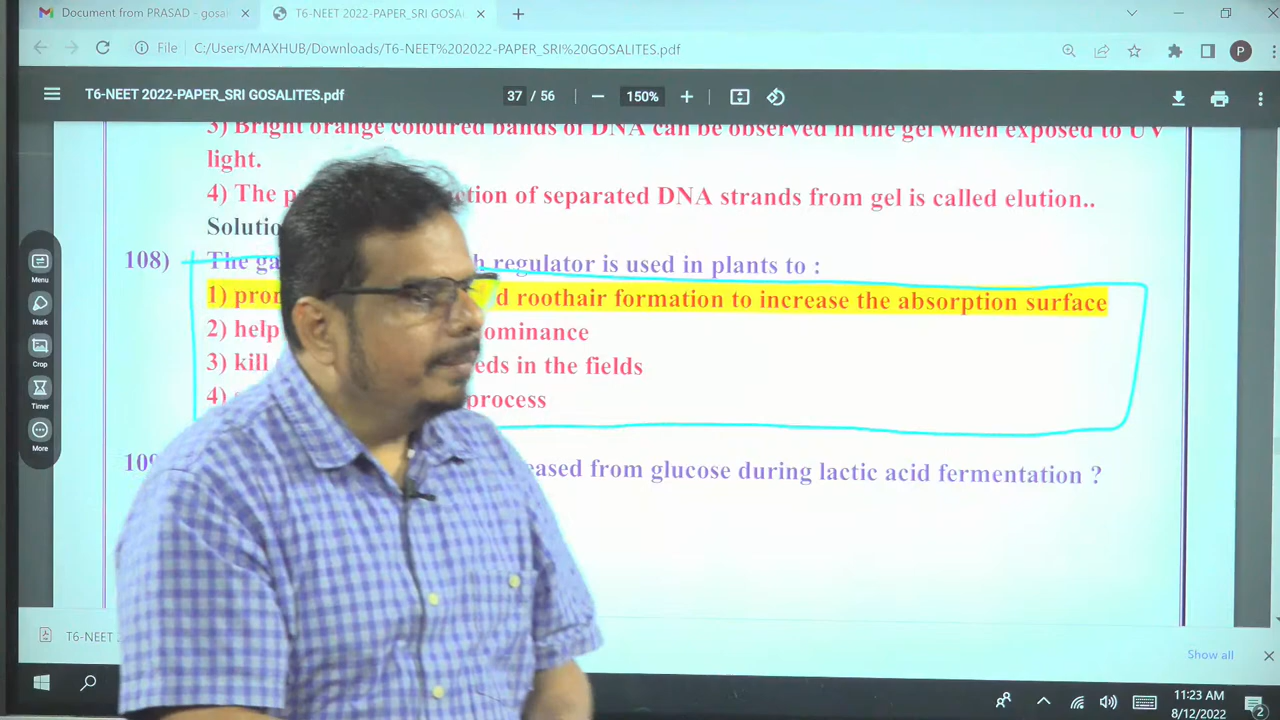 Document from PRASAD - gosa
T6-NEET 2022-PAPER_SRI GOSA
File C:/Users/MAXHUB/Downloads/T6-NEET%202022-PAPER_SRI%20GOSALITES.pdf
P
T6-NEET 2022-PAPER_SRI GOSALITES.pdf
37 / 56
150%
3) Bright orange coloured bands of DNA can be observed in the gel when exposed to UV
light.
4) The ction of separated DNA strands from gel is called elution..
Solutio
108) The ga h regulator is used in plants to :
1) pro d roothair formation to increase the absorption surface
2) help ominance
3) kill eds in the fields
4) process
109 eased from glucose during lactic acid fermentation ?
Menu
Mark
Crop
Timer
More
T6-NEET
Show all
11:23 AM
8/12/2022
2